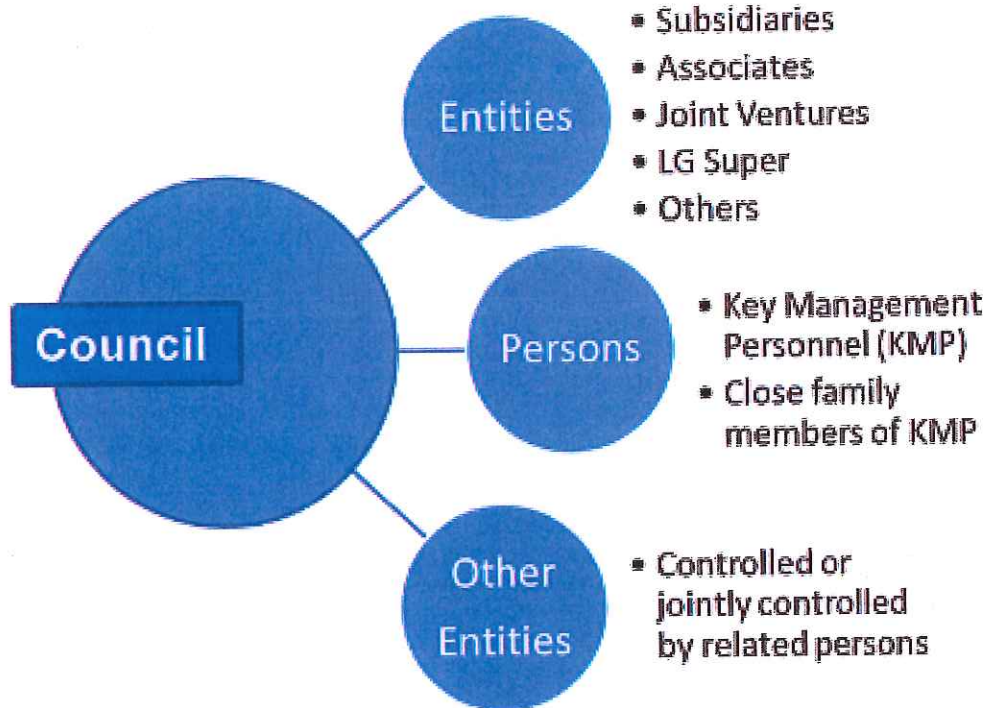 • Subsidiaries
• Associates
• Joint Ventures
• LG Super
• Others
Entities
Council
Persons
• Key Management
Personnel (KMP)
• Close family
members of KMP
Other
Entities
• Controlled or
jointly controlled
by related persons